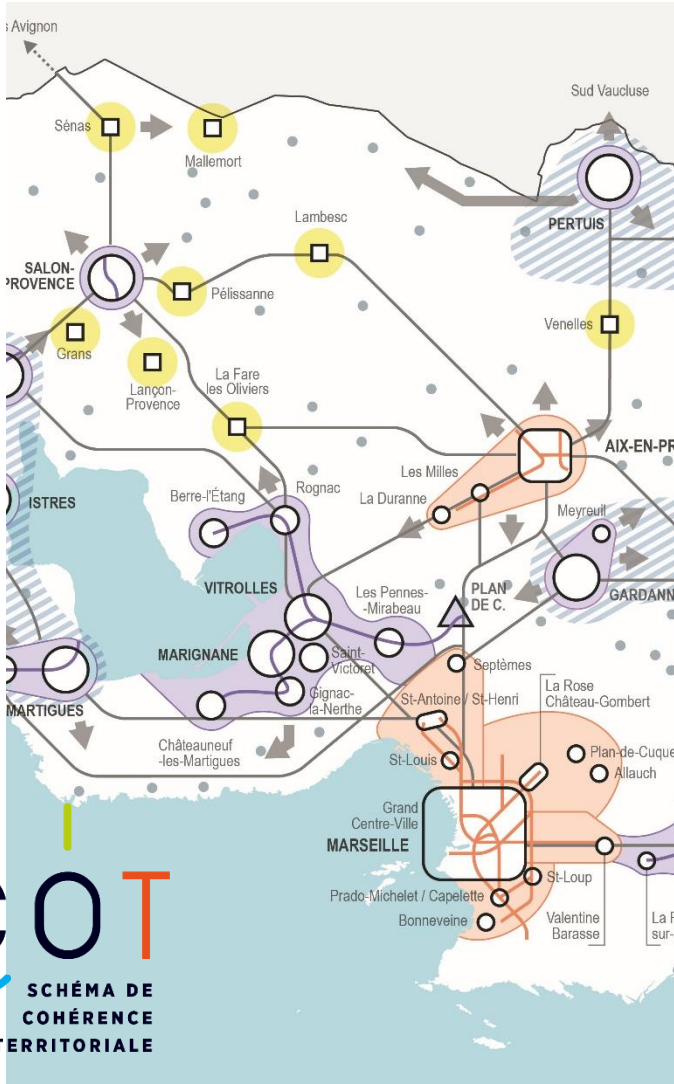 s Avignon
Sud Vaucluse
Sénas
Mallemort
Lambesc
PERTUIS
SALON-
PROVENCE
Pélissanne
Venelles
Grans
Lançon-
Provence
La Fare
les Oliviers
AIX-EN-PR
Les Milles
ISTRES
Berre-l'Étang
Rognac
La Duranne
Meyreuil
VITROLLES
Les Pennes-
-Mirabeau
PLAN
DE C.
GARDANN
MARIGNANE
Saint-
Victoret
Septèmes
MARTIGUES
Gignac-
la-Nerthe
St-Antoine / St-Henri
La Rose
Château-Gombert
Châteauneuf
-les-Martigues
St-Louis
Plan-de-Cuque
Allauch
Grand
Centre-Ville
MARSEILLE
St-Loup
Prado-Michelet / Capelette
Bonneveine
Valentine
Barasse
La P
sur-
COT
SCHÉMA DE
COHÉRENCE
TERRITORIALE